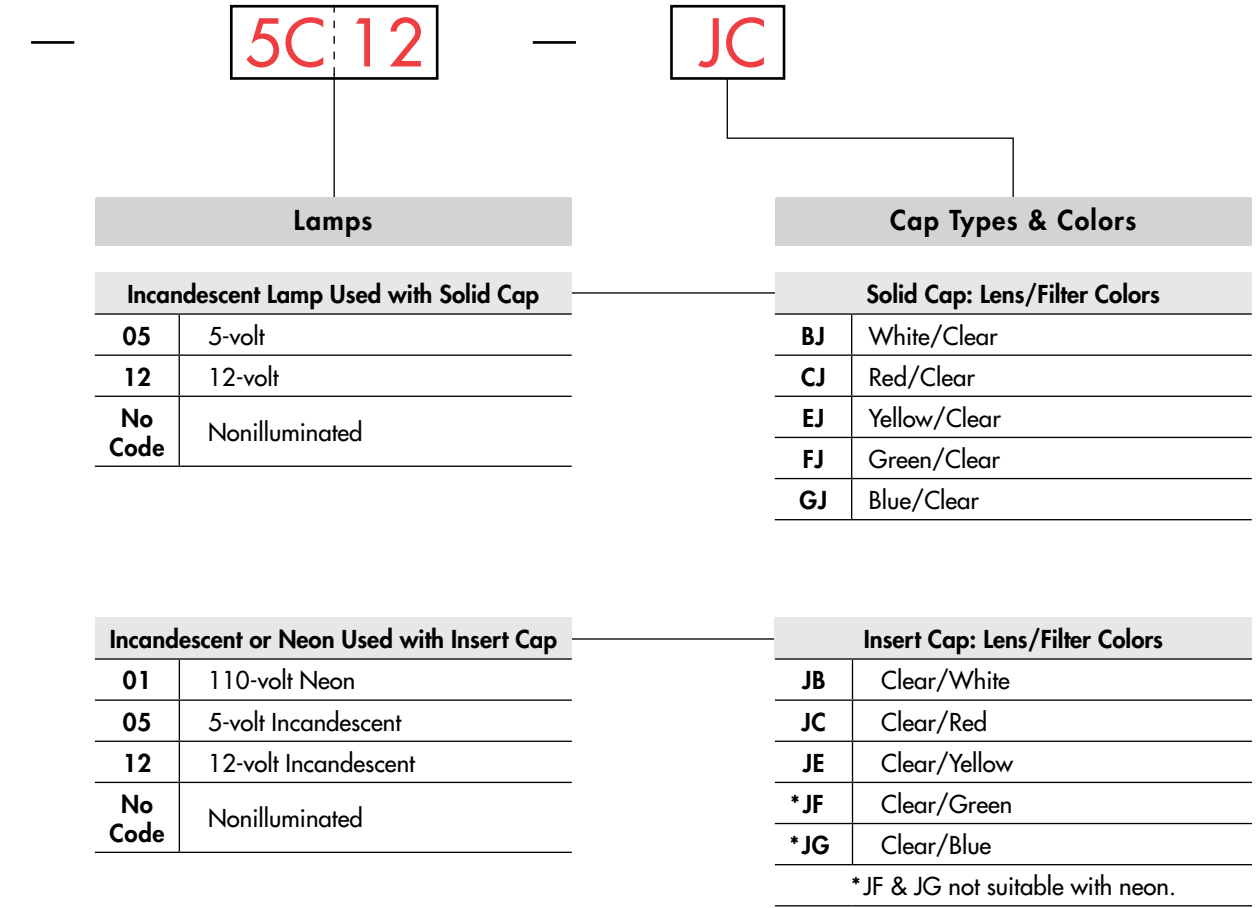 — 5C 12 — JC
Lamps
Cap Types & Colors
Incandescent Lamp Used with Solid Cap
05 5-volt
12 12-volt
No Code Nonilluminated
Solid Cap: Lens/Filter Colors
BJ White/Clear
CJ Red/Clear
EJ Yellow/Clear
FJ Green/Clear
GJ Blue/Clear
Incandescent or Neon Used with Insert Cap
01 110-volt Neon
05 5-volt Incandescent
12 12-volt Incandescent
No Code Nonilluminated
Insert Cap: Lens/Filter Colors
JB Clear/White
JC Clear/Red
JE Clear/Yellow
*JF Clear/Green
*JG Clear/Blue
*JF & JG not suitable with neon.